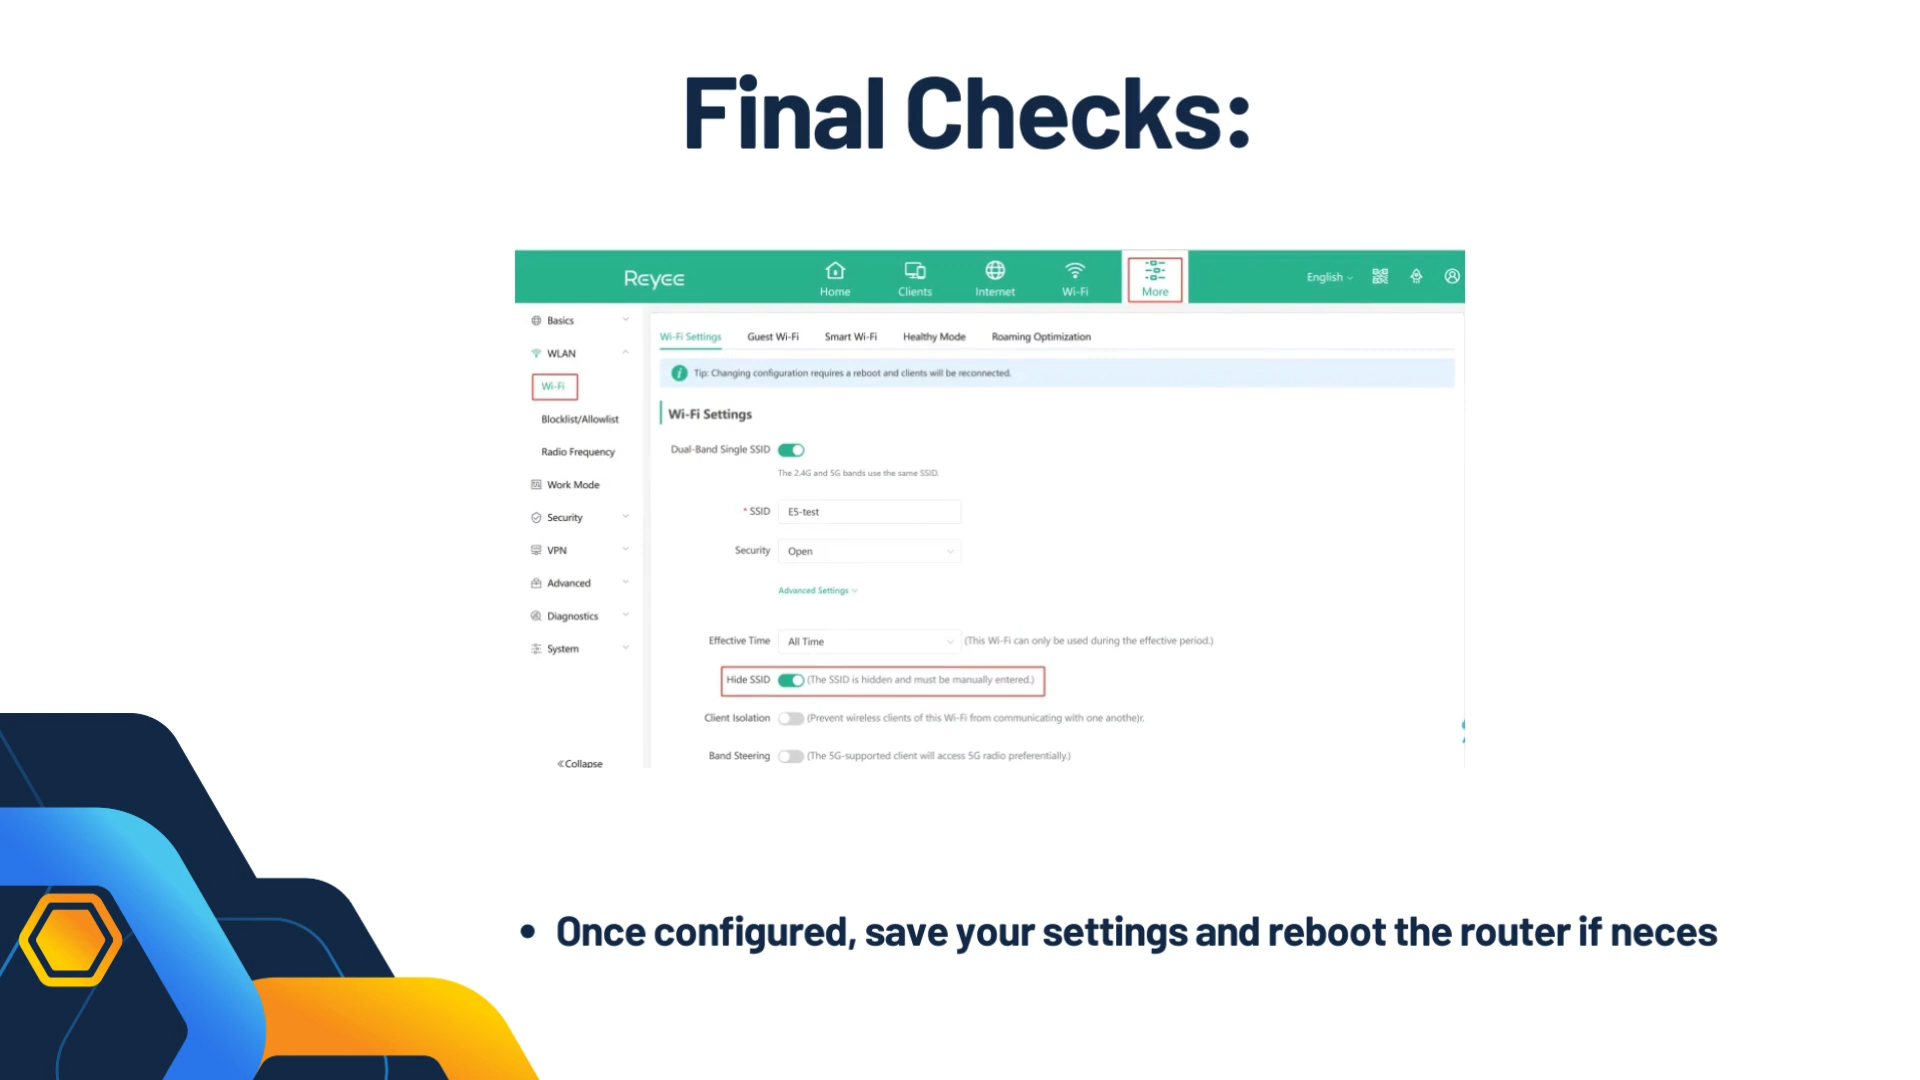 Final Checks:
Reyee
Home
Clients
Internet
Wi-Fi
More
English
Basics
WLAN
Wi-Fi
Blocklist/Allowlist
Radio Frequency
Work Mode
Security
VPN
Advanced
Diagnostics
System
«Collapse
Wi-Fi Settings
Guest Wi-Fi
Smart Wi-Fi
Healthy Mode
Roaming Optimization
Tip: Changing configuration requires a reboot and clients will be reconnected.
Wi-Fi Settings
Dual-Band Single SSID
The 2.4G and 5G bands use the same SSID.
* SSID E5-test
Security Open
Advanced Settings
Effective Time All Time (This Wi-Fi can only be used during the effective period.)
Hide SSID (The SSID is hidden and must be manually entered.)
Client Isolation (Prevent wireless clients of this Wi-Fi from communicating with one anothe)r.
Band Steering (The 5G-supported client will access 5G radio preferentially.)
• Once configured, save your settings and reboot the router if neces